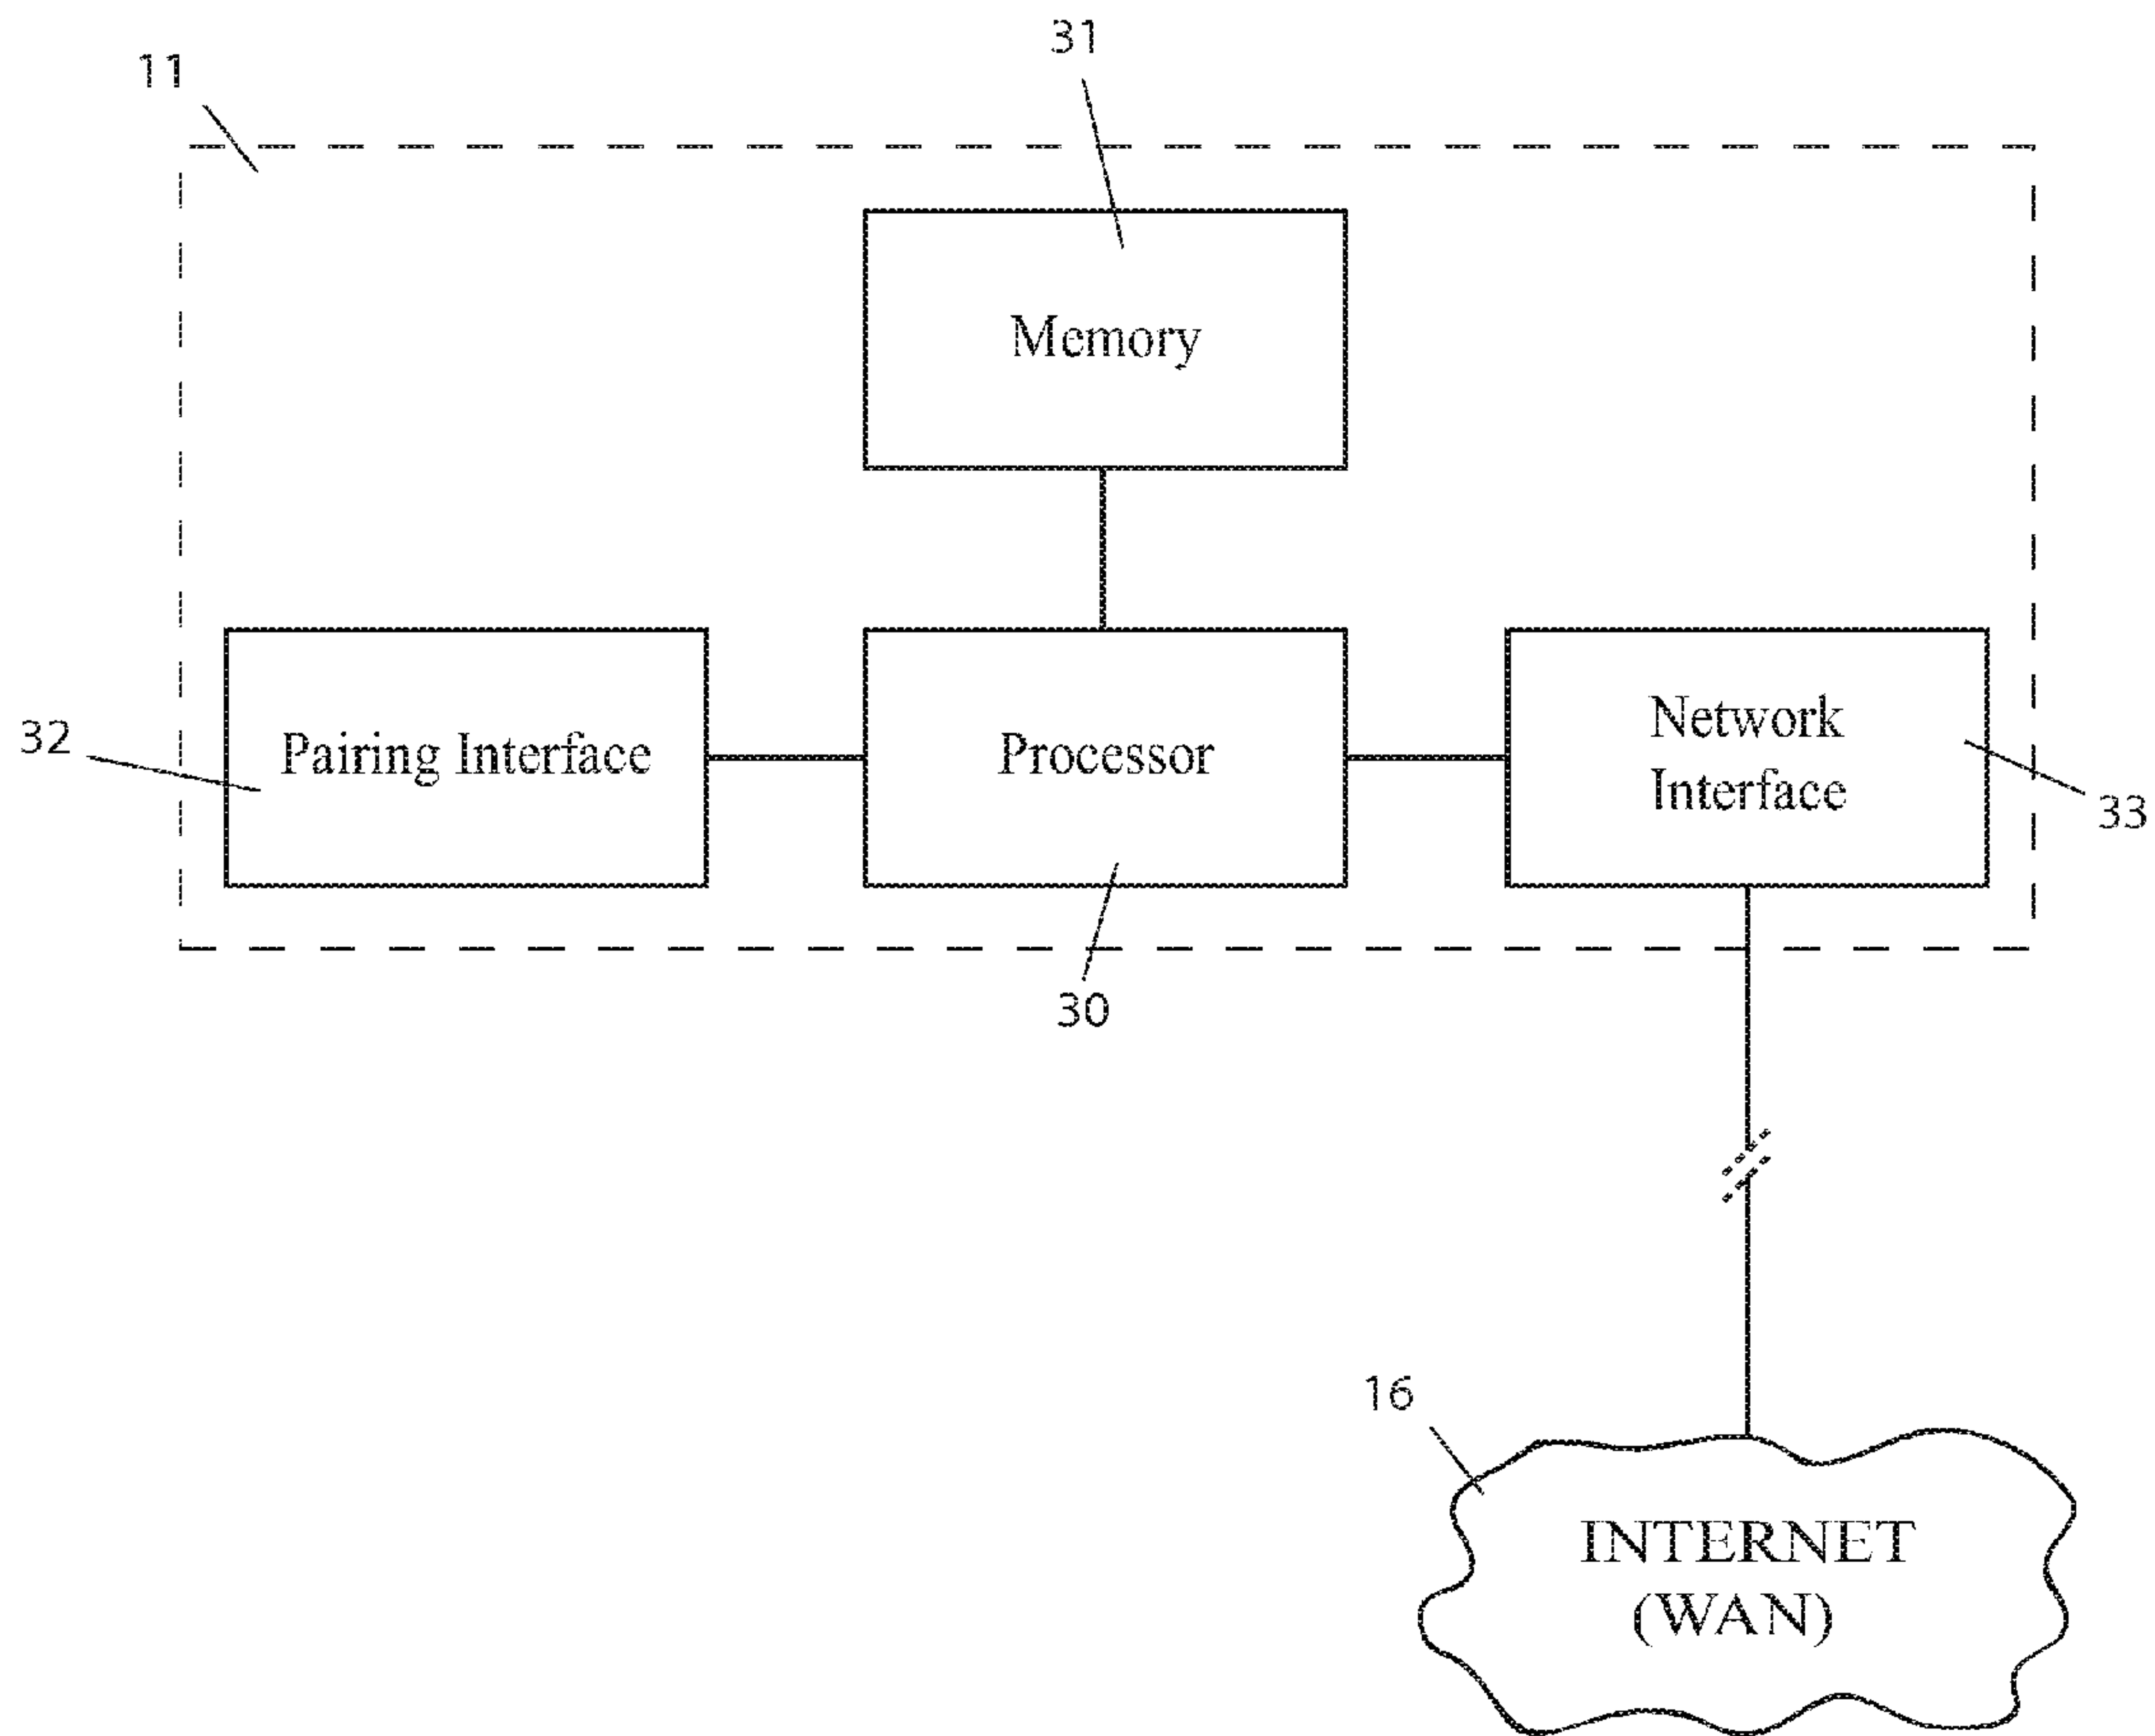 31
11
Memory
32
Pairing Interface
Processor
Network
Interface
33
30
16
INTERNET
(WAN)